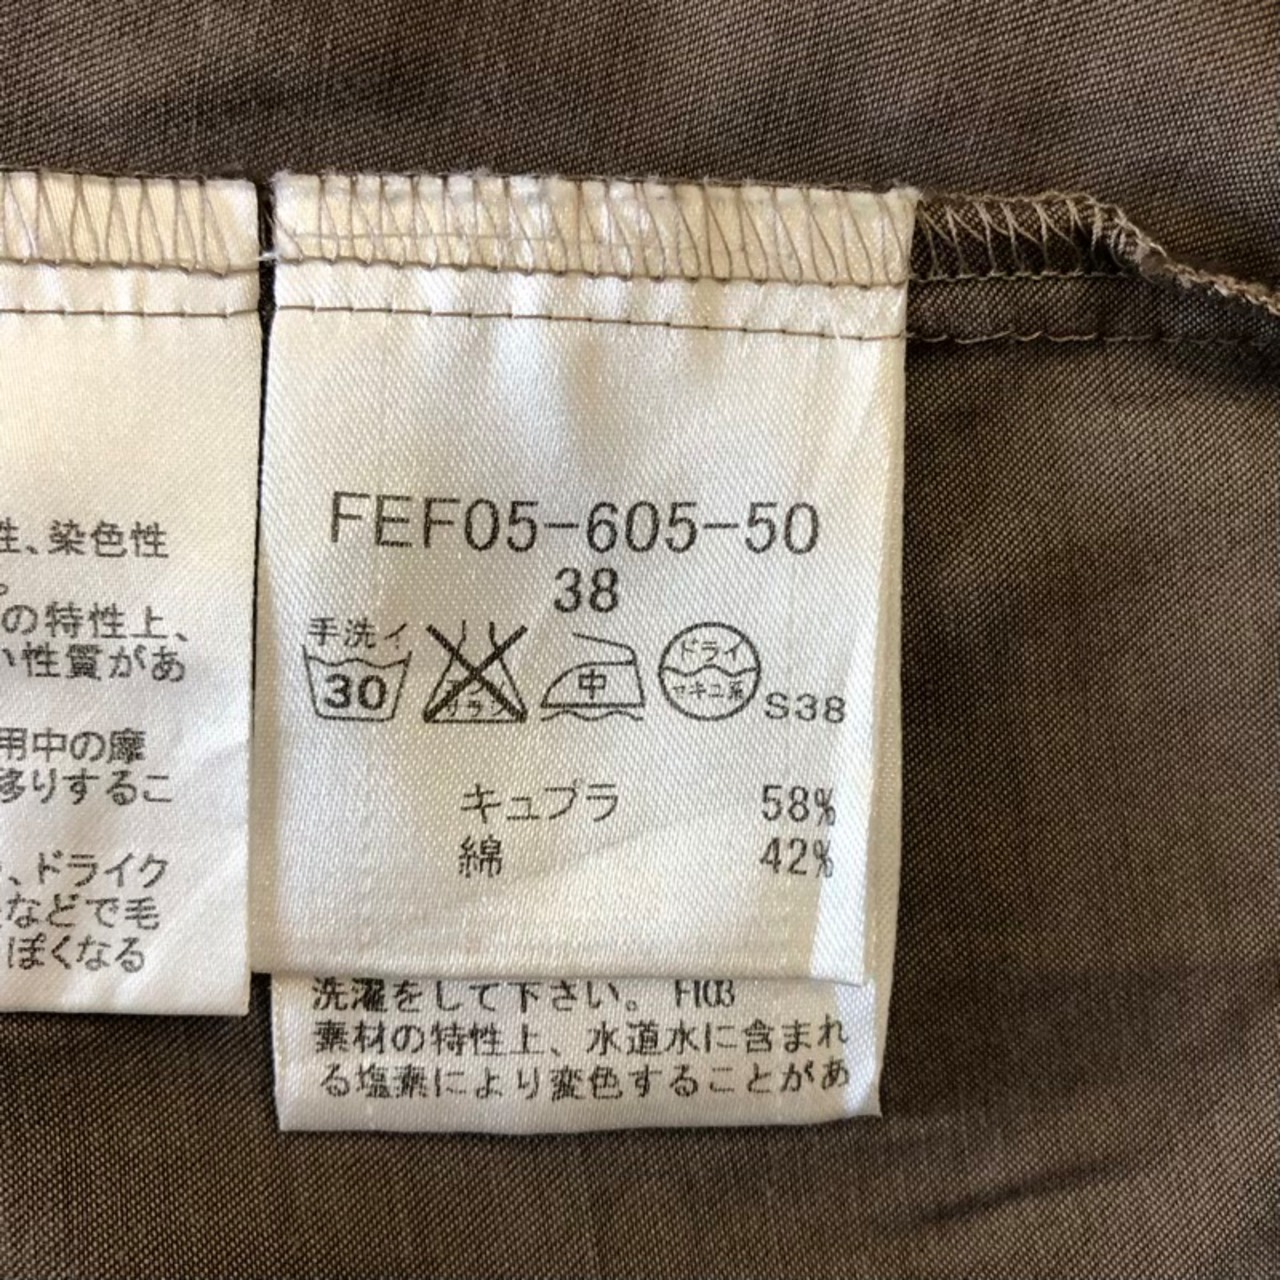 性、染色性
。
の特性上、
い性質があ
用中の摩
移りするこ
、ドライク
などで毛
ぽくなる
FEF05-605-50
38
手洗イ
30
中
ドライ
セキユ系
S38
キュプラ 58%
綿 42%
洗濯をして下さい。 F103
素材の特性上、水道水に含まれ
る塩素により変色することがあ